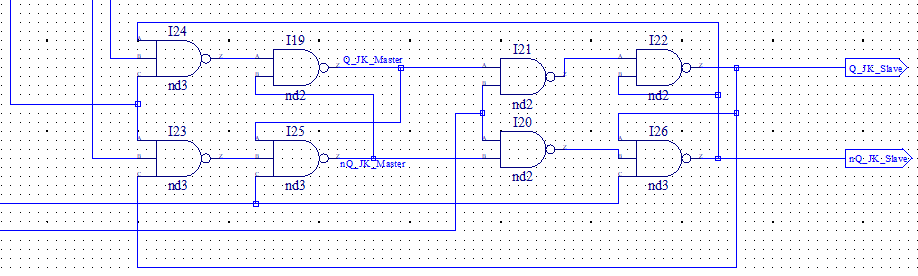 I24
A
B
C
Z
nd3
I19
A
B
Z
nd2
Q_JK_Master
I21
A
B
Z
nd2
I22
A
B
Z
nd2
Q_JK_Slave
I23
A
B
C
Z
nd3
I25
A
B
C
Z
nd3
nQ_JK_Master
I20
A
B
Z
nd2
I26
A
B
C
Z
nd3
nQ_JK_Slave